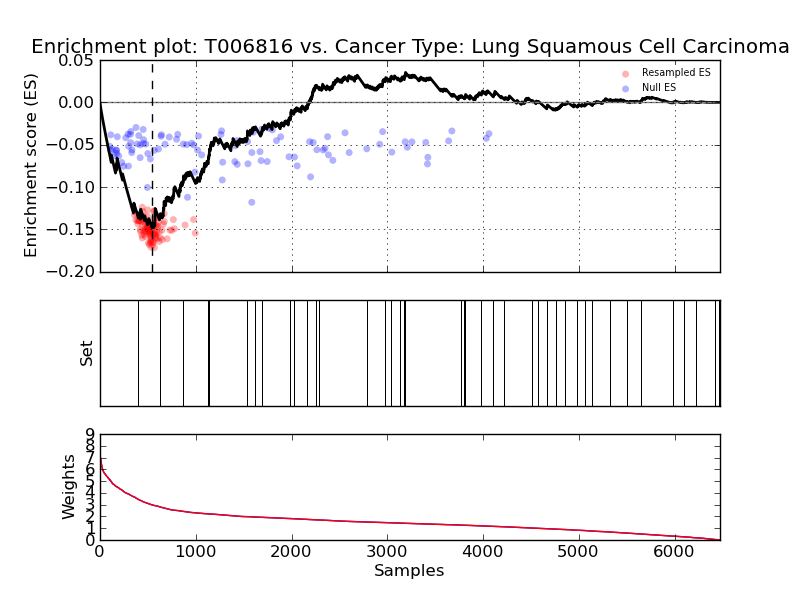 Enrichment plot: T006816 vs. Cancer Type: Lung Squamous Cell Carcinoma
0.05
0.00
−0.05
−0.10
−0.15
−0.20
Enrichment score (ES)
Resampled ES
Null ES
Set
9
8
7
6
5
4
3
2
1
0
Weights
0 1000 2000 3000 4000 5000 6000
Samples